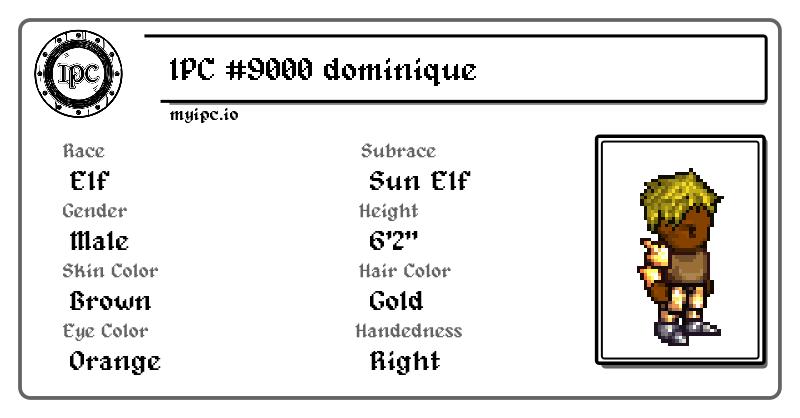 IPC
IPC #9000 dominique
myipc.io
Race
Elf
Subrace
Sun Elf
Gender
Male
Height
6'2"
Skin Color
Brown
Hair Color
Gold
Eye Color
Orange
Handedness
Right